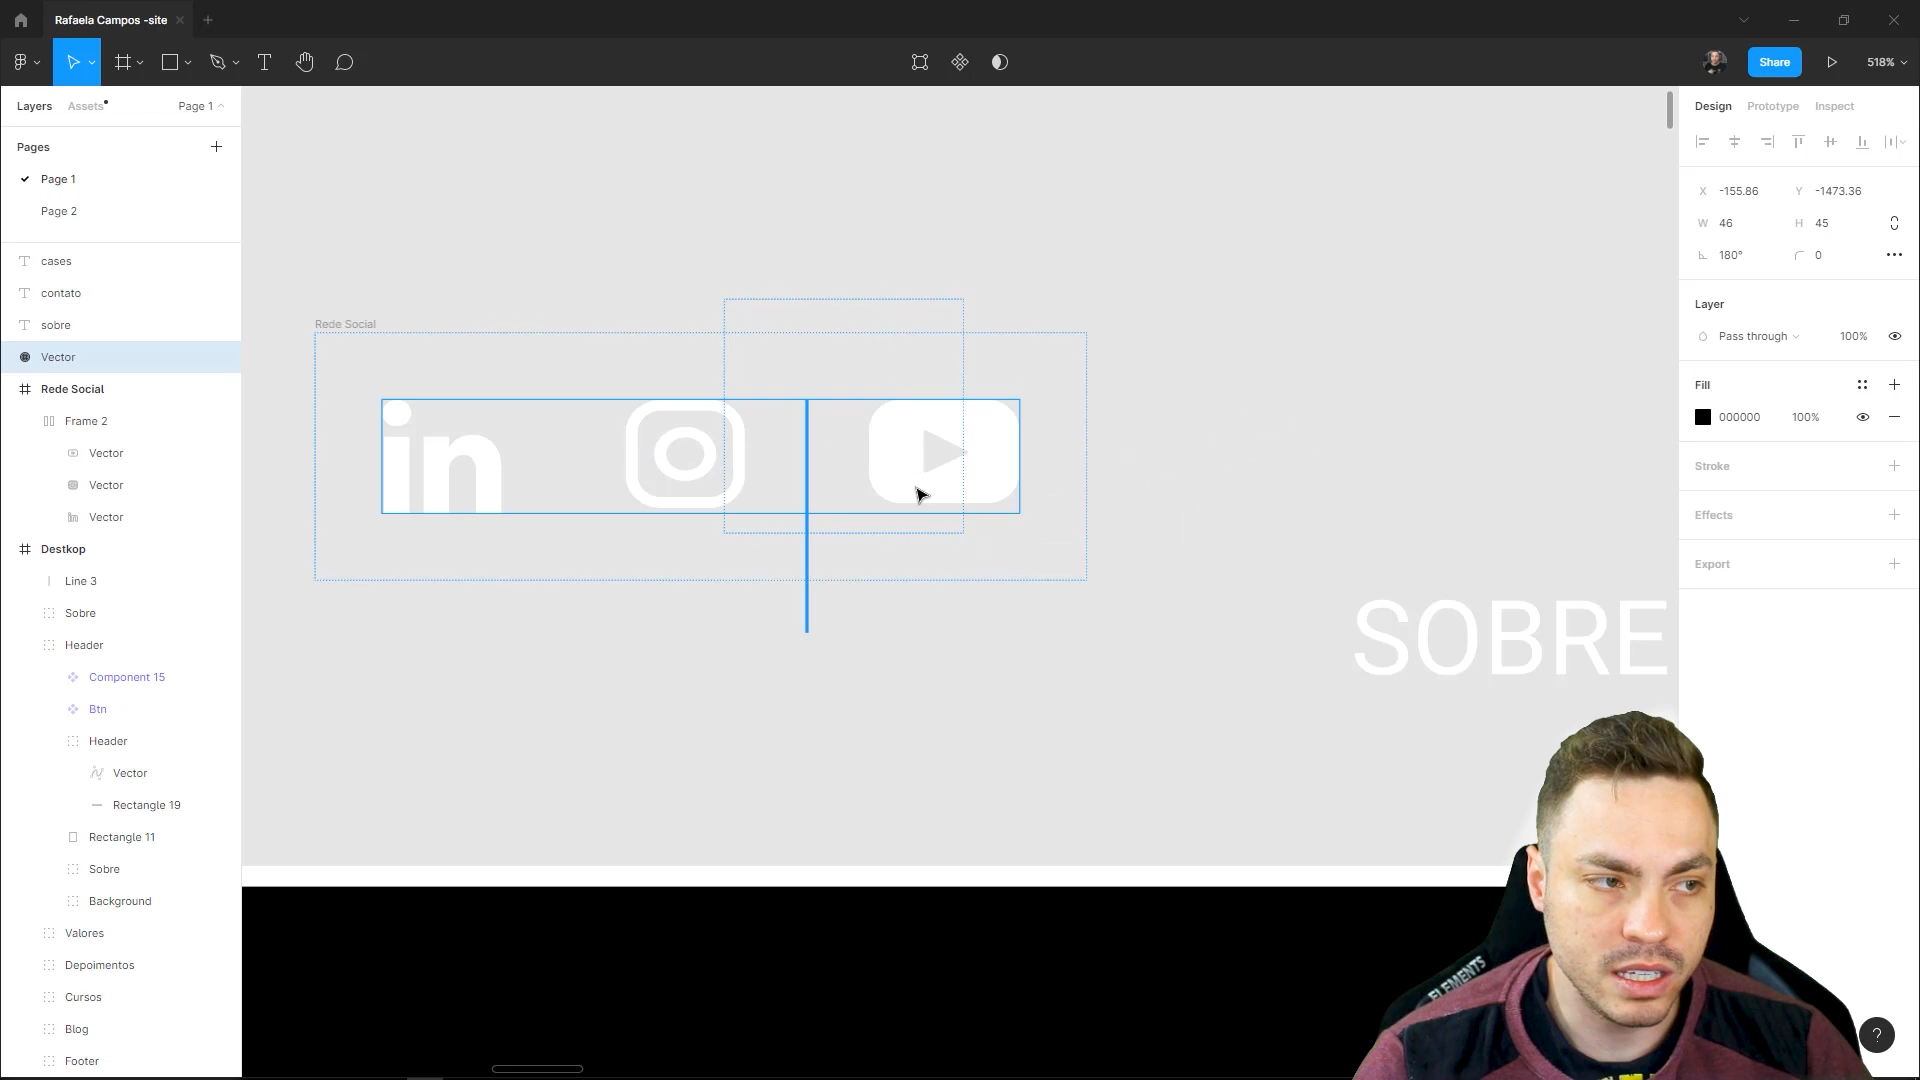 Rafaela Campos -site
Share
518%
Layers
Assets
Page 1
Pages
Page 1
Page 2
cases
contato
sobre
Vector
Rede Social
Frame 2
Vector
Vector
Vector
Destkop
Line 3
Sobre
Header
Component 15
Btn
Header
Vector
Rectangle 19
Rectangle 11
Sobre
Background
Valores
Depoimentos
Cursos
Blog
Footer
Rede Social
in
SOBRE
ELEMENTS
Design
Prototype
Inspect
X -155.86
Y -1473.36
W 46
H 45
180°
0
Layer
Pass through
100%
Fill
000000
100%
Stroke
Effects
Export
?